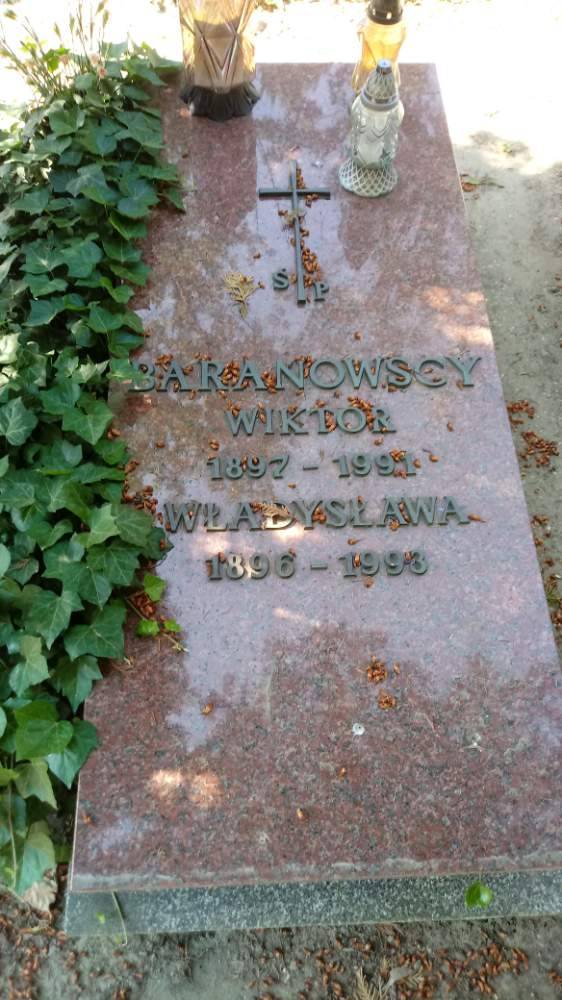 Ś P
BARANOWSCY
WIKTOR
1897 – 1991
WŁADYSŁAWA
1896 – 1993